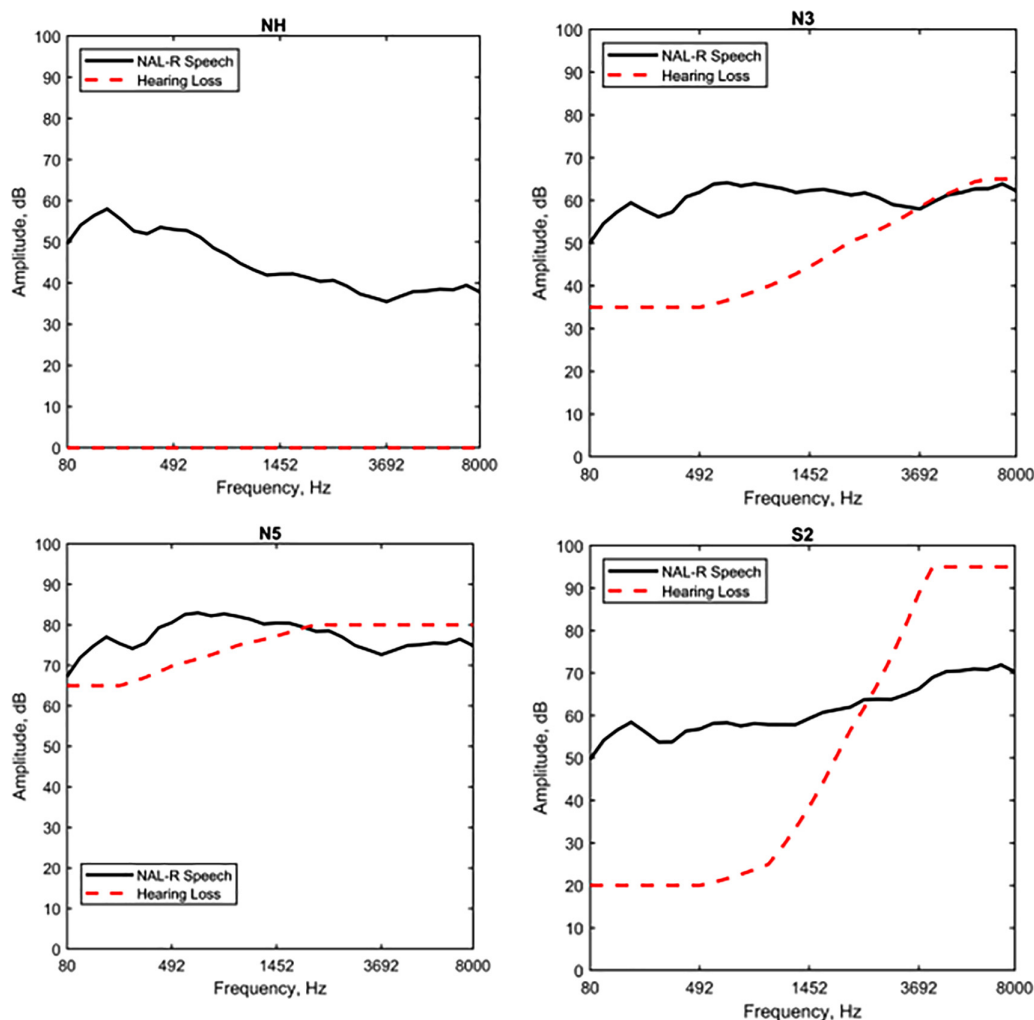 NH
100
90
80
70
60
50
40
30
20
10
0
Amplitude, dB
NAL-R Speech
Hearing Loss
80 492 1452 3692 8000
Frequency, Hz
N3
100
90
80
70
60
50
40
30
20
10
0
Amplitude, dB
NAL-R Speech
Hearing Loss
80 492 1452 3692 8000
Frequency, Hz
N5
100
90
80
70
60
50
40
30
20
10
0
Amplitude, dB
NAL-R Speech
Hearing Loss
80 492 1452 3692 8000
Frequency, Hz
S2
100
90
80
70
60
50
40
30
20
10
0
Amplitude, dB
NAL-R Speech
Hearing Loss
80 492 1452 3692 8000
Frequency, Hz